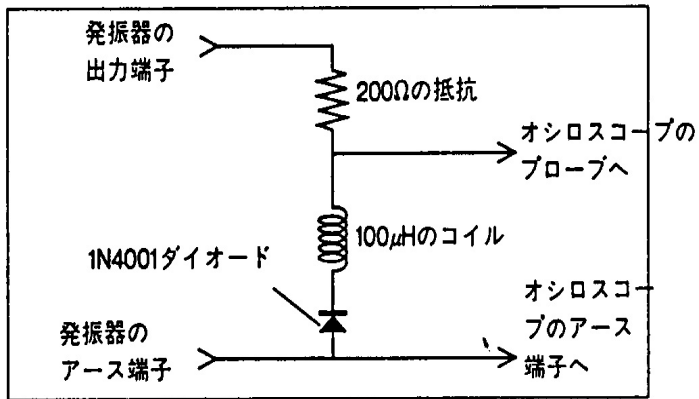 発振器の
出力端子
200Ωの抵抗
オシロスコープの
プローブへ
100μHのコイル
1N4001ダイオード
オシロスコー
プのアース
端子へ
発振器の
アース端子